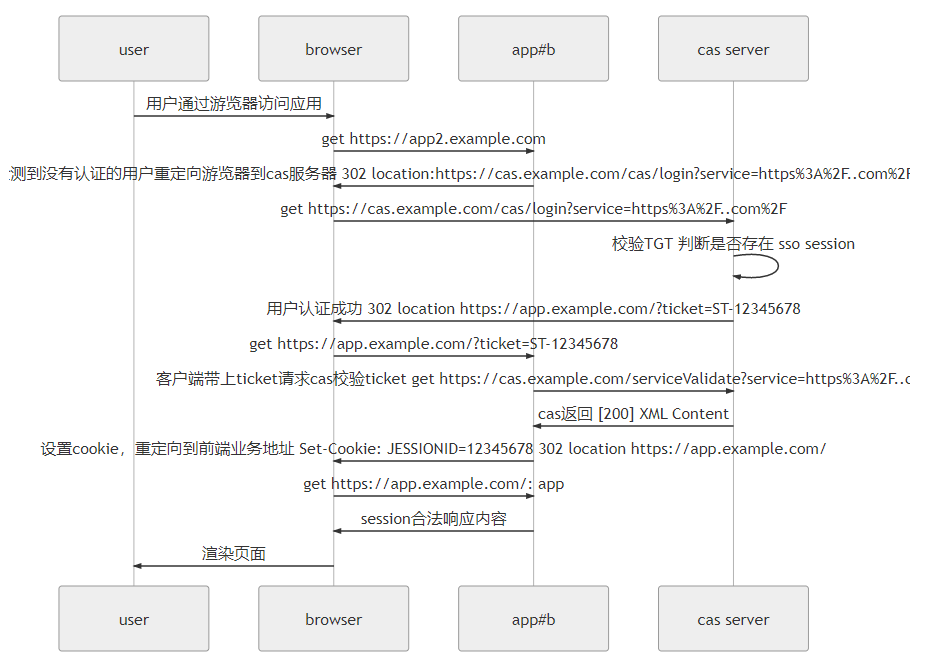 user browser app#b cas server
用户通过游览器访问应用
get https://app2.example.com
测到没有认证的用户重定向游览器到cas服务器 302 location:https://cas.example.com/cas/login?service=https%3A%2F..com%2F
get https://cas.example.com/cas/login?service=https%3A%2F..com%2F
校验TGT 判断是否存在 sso session
用户认证成功 302 location https://app.example.com/?ticket=ST-12345678
get https://app.example.com/?ticket=ST-12345678
客户端带上ticket请求cas校验ticket get https://cas.example.com/serviceValidate?service=https%3A%2F..c
cas返回 [200] XML Content
设置cookie，重定向到前端业务地址 Set-Cookie: JESSIONID=12345678 302 location https://app.example.com/
get https://app.example.com/: app
session合法响应内容
渲染页面
user browser app#b cas server